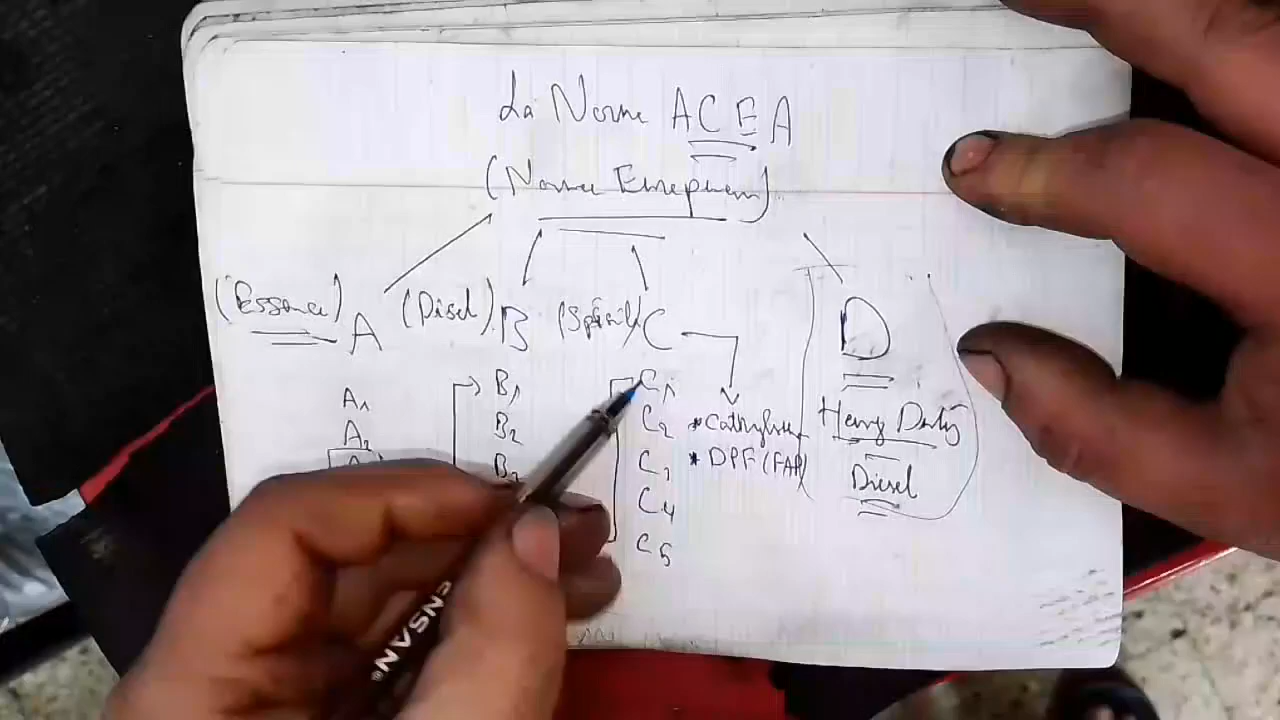 La Norme ACEA
(Norme Européen)
(Essence) A
(Disel) B
(Spécial) C
D
A1
A2
B1
B2
C1
C2
C3
C4
C5
* Cathalyseur
* DPF (FAP)
Heavy Duty
Diesel
ENSAN®